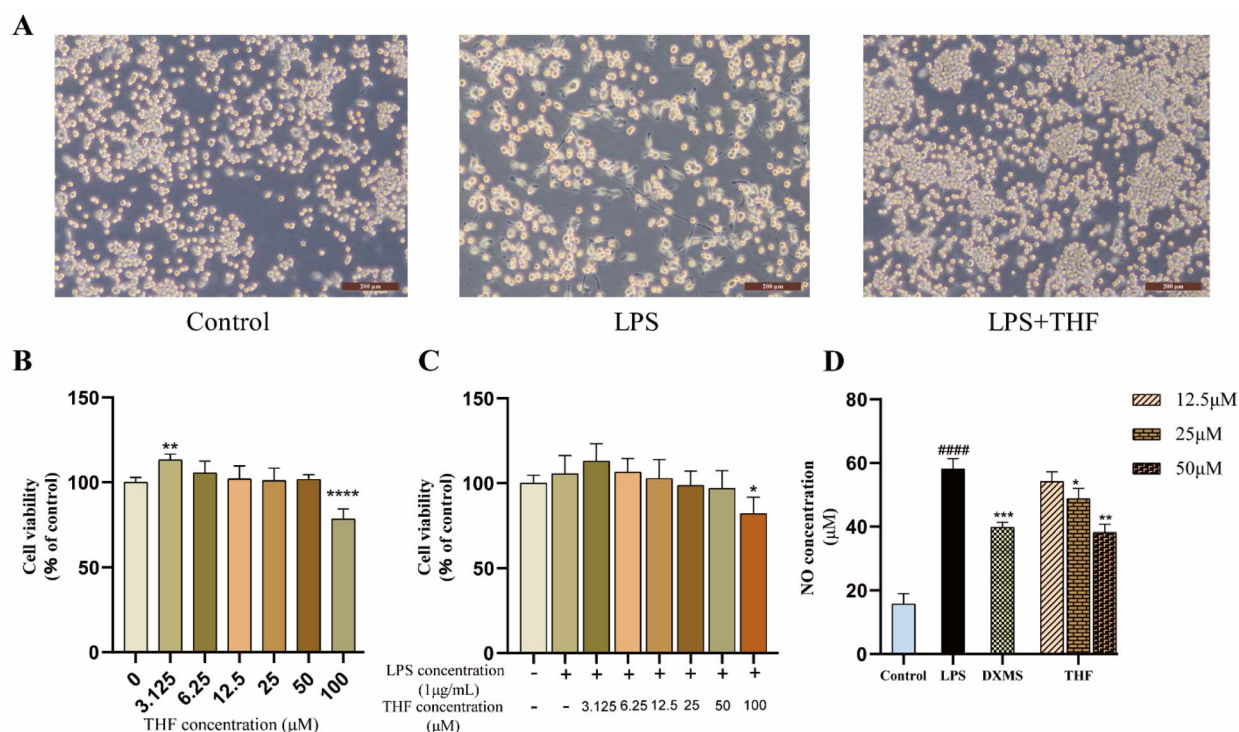 A
200 μm
200 μm
200 μm
Control
LPS
LPS+THF
B
150
100
50
0
Cell viability
(% of control)
**
****
0
3.125
6.25
12.5
25
50
100
THF concentration (μM)
C
150
100
50
0
Cell viability
(% of control)
*
LPS concentration
(1μg/mL)
- + + + + + + +
THF concentration
(μM)
- - 3.125 6.25 12.5 25 50 100
D
80
60
40
20
0
NO concentration
(μM)
####
***
*
**
Control LPS DXMS THF
12.5μM
25μM
50μM